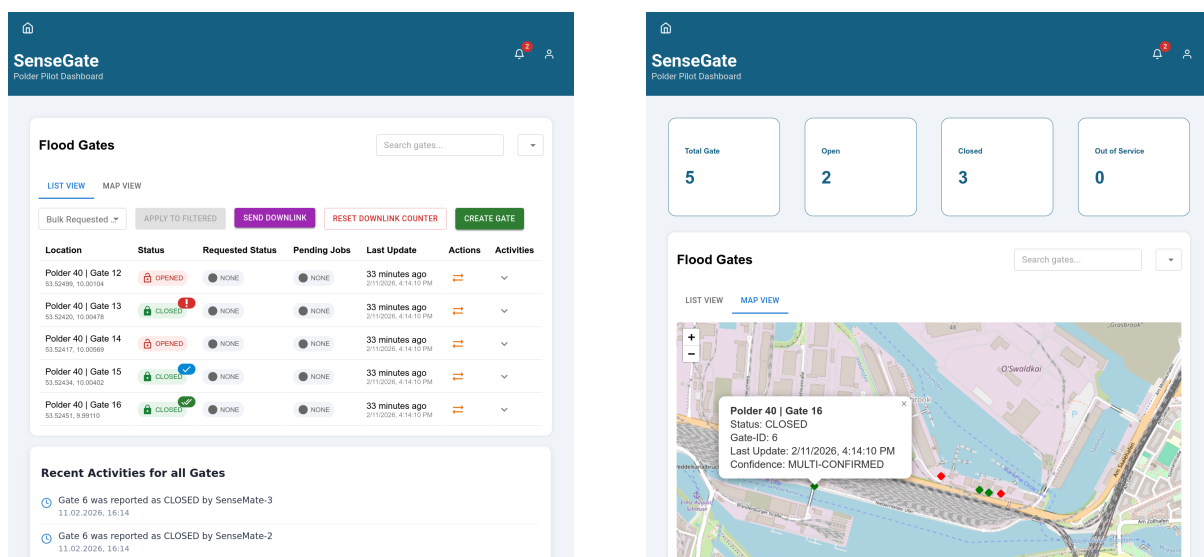 SenseGate
2
Polder Pilot Dashboard
Flood Gates
Search gates...
LIST VIEW MAP VIEW
Bulk Requested ..
APPLY TO FILTERED
SEND DOWNLINK
RESET DOWNLINK COUNTER
CREATE GATE
Location Status Requested Status Pending Jobs Last Update Actions Activities
Polder 40 | Gate 12
53.52499, 10.00104
OPENED
NONE
NONE
33 minutes ago
2/11/2026, 4:14:10 PM
Polder 40 | Gate 13
53.52420, 10.00478
CLOSED
NONE
NONE
33 minutes ago
2/11/2026, 4:14:10 PM
Polder 40 | Gate 14
53.52417, 10.00569
OPENED
NONE
NONE
33 minutes ago
2/11/2026, 4:14:10 PM
Polder 40 | Gate 15
53.52434, 10.00402
CLOSED
NONE
NONE
33 minutes ago
2/11/2026, 4:14:10 PM
Polder 40 | Gate 16
53.52451, 9.99110
CLOSED
NONE
NONE
33 minutes ago
2/11/2026, 4:14:10 PM
Recent Activities for all Gates
Gate 6 was reported as CLOSED by SenseMate-3
11.02.2026, 16:14
Gate 6 was reported as CLOSED by SenseMate-2
11.02.2026, 16:14
SenseGate
2
Polder Pilot Dashboard
Total Gate
5
Open
2
Closed
3
Out of Service
0
Flood Gates
Search gates...
LIST VIEW MAP VIEW
+
−
48
O'Swaldkai
P
Polder 40 | Gate 16
Status: CLOSED
Gate-ID: 6
Last Update: 2/11/2026, 4:14:10 PM
Confidence: MULTI-CONFIRMED
×
Am Saalehafen
Am Zollhafen